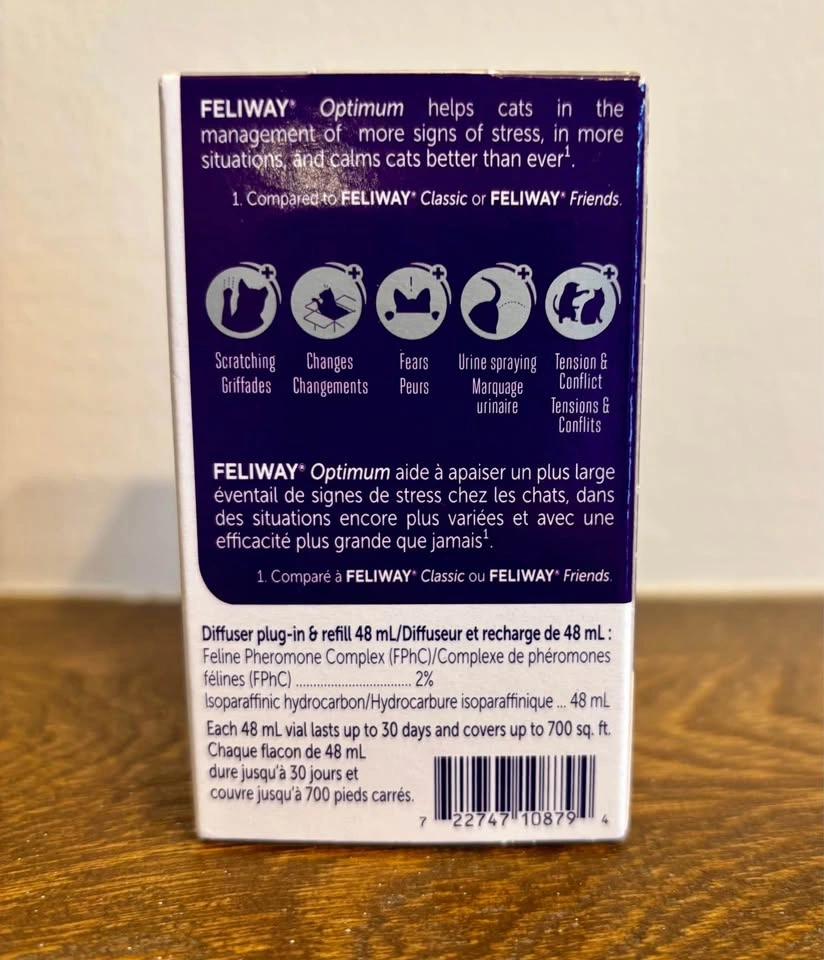 FELIWAY® Optimum helps cats in the
management of more signs of stress, in more
situations, and calms cats better than ever¹.
1. Compared to FELIWAY® Classic or FELIWAY® Friends.
Scratching
Griffades
Changes
Changements
Fears
Peurs
Urine spraying
Marquage
urinaire
Tension &
Conflict
Tensions &
Conflits
FELIWAY® Optimum aide à apaiser un plus large
éventail de signes de stress chez les chats, dans
des situations encore plus variées et avec une
efficacité plus grande que jamais¹.
1. Comparé à FELIWAY® Classic ou FELIWAY® Friends.
Diffuser plug-in & refill 48 mL/Diffuseur et recharge de 48 mL :
Feline Pheromone Complex (FPhC)/Complexe de phéromones
félines (FPhC) ................................ 2%
Isoparaffinic hydrocarbon/Hydrocarbure isoparaffinique ... 48 mL
Each 48 mL vial lasts up to 30 days and covers up to 700 sq. ft.
Chaque flacon de 48 mL
dure jusqu'à 30 jours et
couvre jusqu'à 700 pieds carrés.
7 22747 10879 4